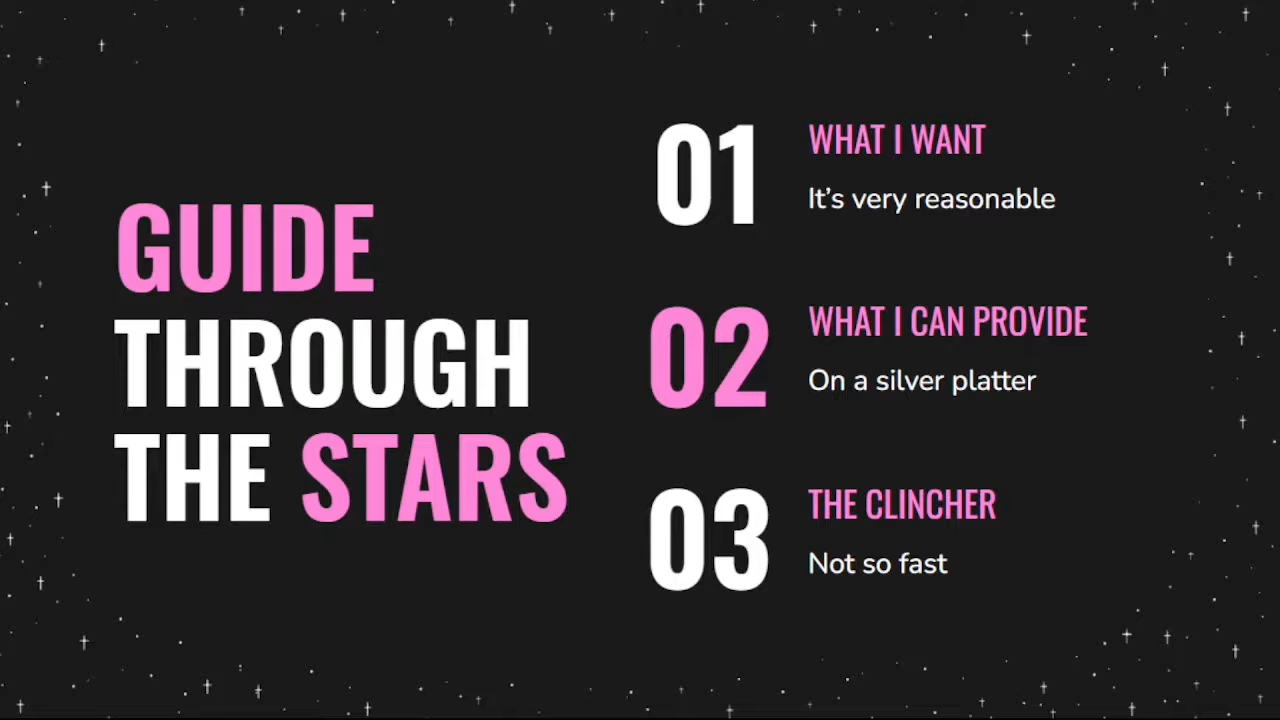 GUIDE
THROUGH
THE STARS
01
WHAT I WANT
It’s very reasonable
02
WHAT I CAN PROVIDE
On a silver platter
03
THE CLINCHER
Not so fast